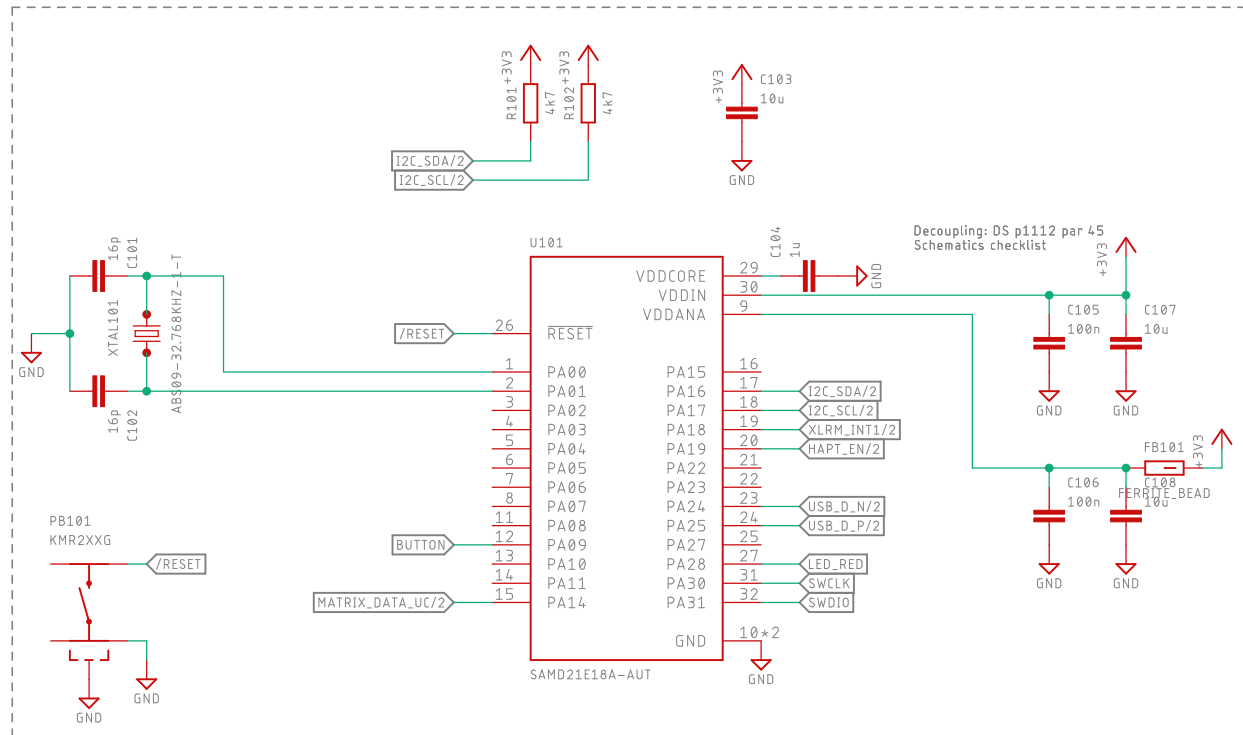 R101
+3V3
4k7
R102
+3V3
4k7
+3V3
C103
10u
GND
I2C_SDA/2
I2C_SCL/2
16p
C101
XTAL101
ABS09-32.768KHZ-1-T
GND
16p
C102
U101
/RESET
26 RESET
1 PA00
2 PA01
3 PA02
4 PA03
5 PA04
6 PA05
7 PA06
8 PA07
11 PA08
BUTTON 12 PA09
13 PA10
14 PA11
MATRIX_DATA_UC/2 15 PA14
VDDCORE 29
VDDIN 30
VDDANA 9
PA15 16
PA16 17 I2C_SDA/2
PA17 18 I2C_SCL/2
PA18 19 XLRM_INT1/2
PA19 20 HAPT_EN/2
PA22 21
PA23 22
PA24 23 USB_D_N/2
PA25 24 USB_D_P/2
PA27 25
PA28 27 LED_RED
PA30 31 SWCLK
PA31 32 SWDIO
GND 10*2
GND
SAMD21E18A-AUT
C104
1u
GND
Decoupling: DS p1112 par 45
Schematics checklist
+3V3
C105
100n
GND
C107
10u
GND
FB101
FERRITE_BEAD
+3V3
C106
100n
GND
C108
10u
GND
PB101
KMR2XXG
/RESET
GND
GND